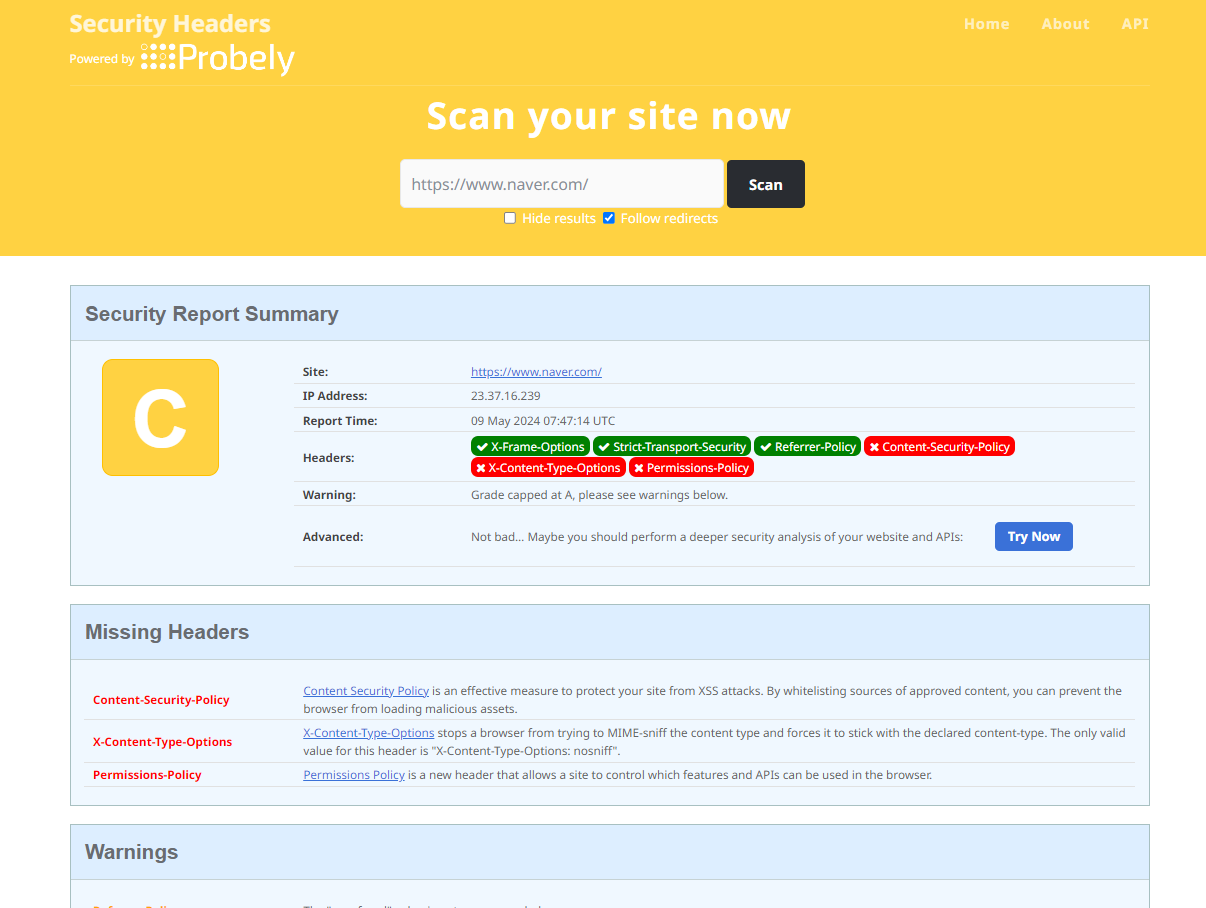 Security Headers
Home About API
Powered by Probely
Scan your site now
https://www.naver.com/ Scan
Hide results Follow redirects
Security Report Summary
C
Site: https://www.naver.com/
IP Address: 23.37.16.239
Report Time: 09 May 2024 07:47:14 UTC
Headers: X-Frame-Options Strict-Transport-Security Referrer-Policy Content-Security-Policy
X-Content-Type-Options Permissions-Policy
Warning: Grade capped at A, please see warnings below.
Advanced: Not bad... Maybe you should perform a deeper security analysis of your website and APIs: Try Now
Missing Headers
Content-Security-Policy Content Security Policy is an effective measure to protect your site from XSS attacks. By whitelisting sources of approved content, you can prevent the
browser from loading malicious assets.
X-Content-Type-Options X-Content-Type-Options stops a browser from trying to MIME-sniff the content type and forces it to stick with the declared content-type. The only valid
value for this header is "X-Content-Type-Options: nosniff".
Permissions-Policy Permissions Policy is a new header that allows a site to control which features and APIs can be used in the browser.
Warnings